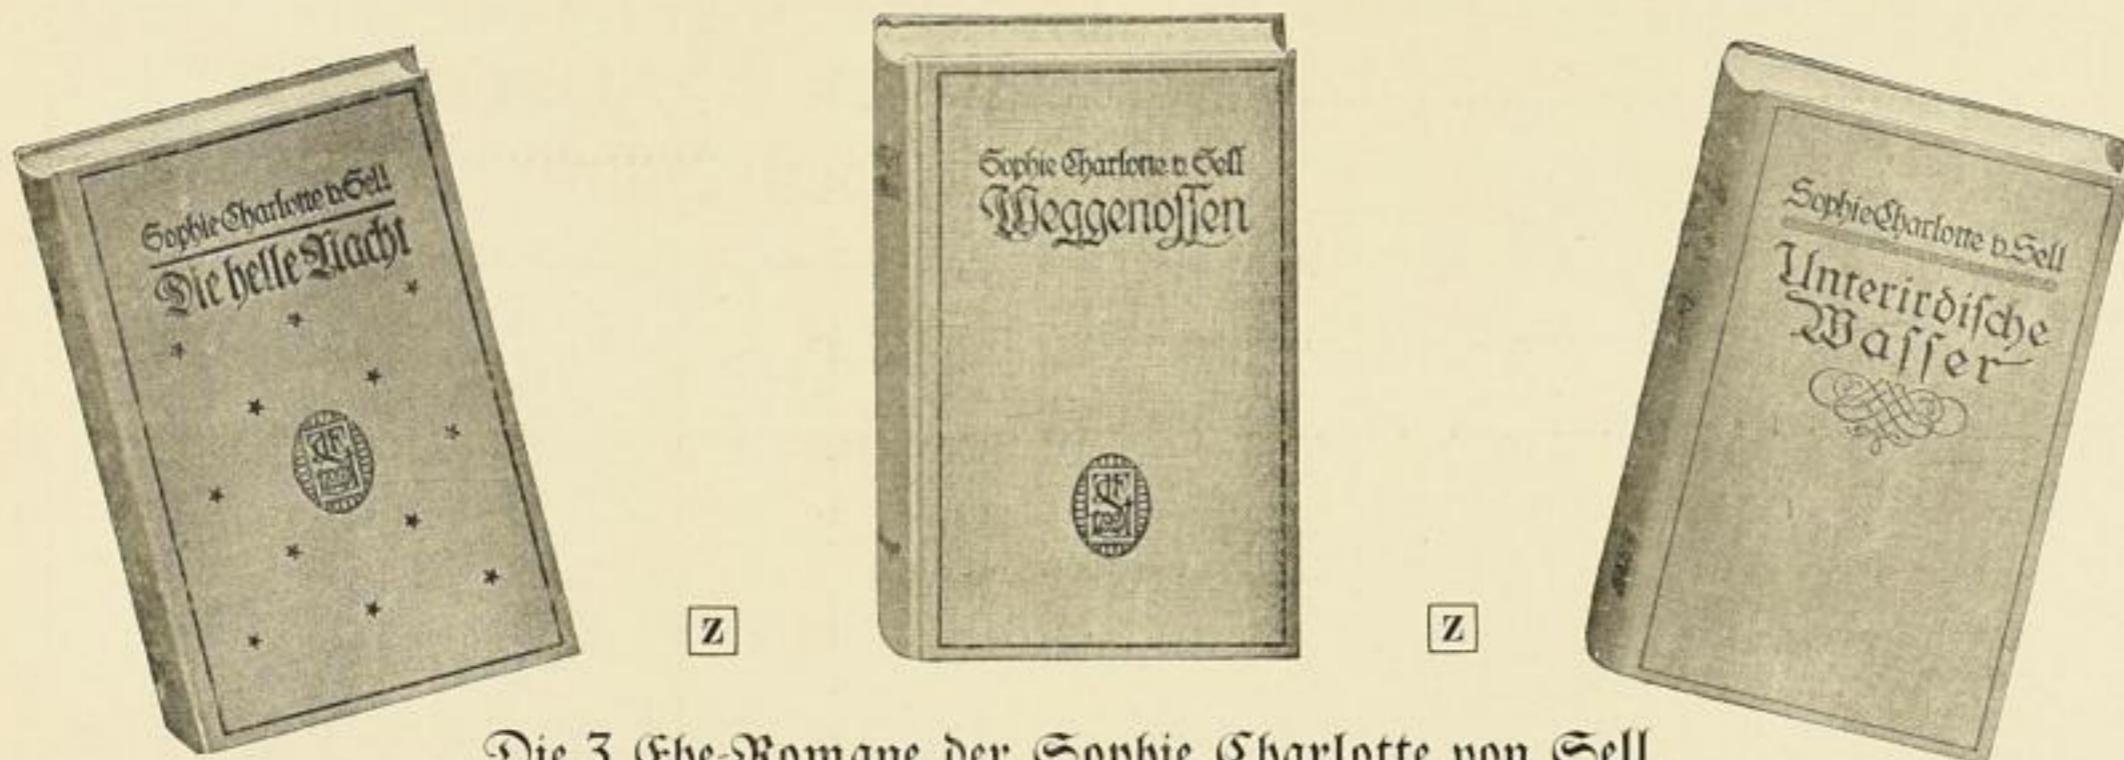 Sophie Charlotte v. Sell
Die helle Nacht
Sophie Charlotte v. Sell
Weggenossen
Sophie Charlotte v. Sell
Unterirdische
Wasser
Z
Z
Die 3 Ehe-Romane der Sophie Charlotte von Sell